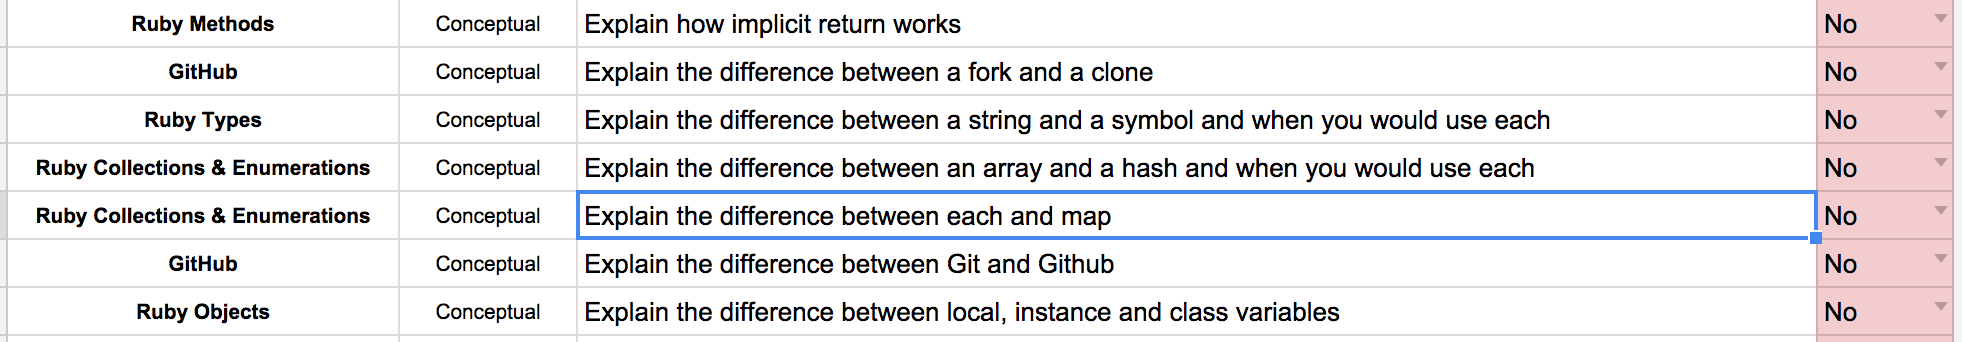 Ruby Methods Conceptual Explain how implicit return works No
GitHub Conceptual Explain the difference between a fork and a clone No
Ruby Types Conceptual Explain the difference between a string and a symbol and when you would use each No
Ruby Collections & Enumerations Conceptual Explain the difference between an array and a hash and when you would use each No
Ruby Collections & Enumerations Conceptual Explain the difference between each and map No
GitHub Conceptual Explain the difference between Git and Github No
Ruby Objects Conceptual Explain the difference between local, instance and class variables No